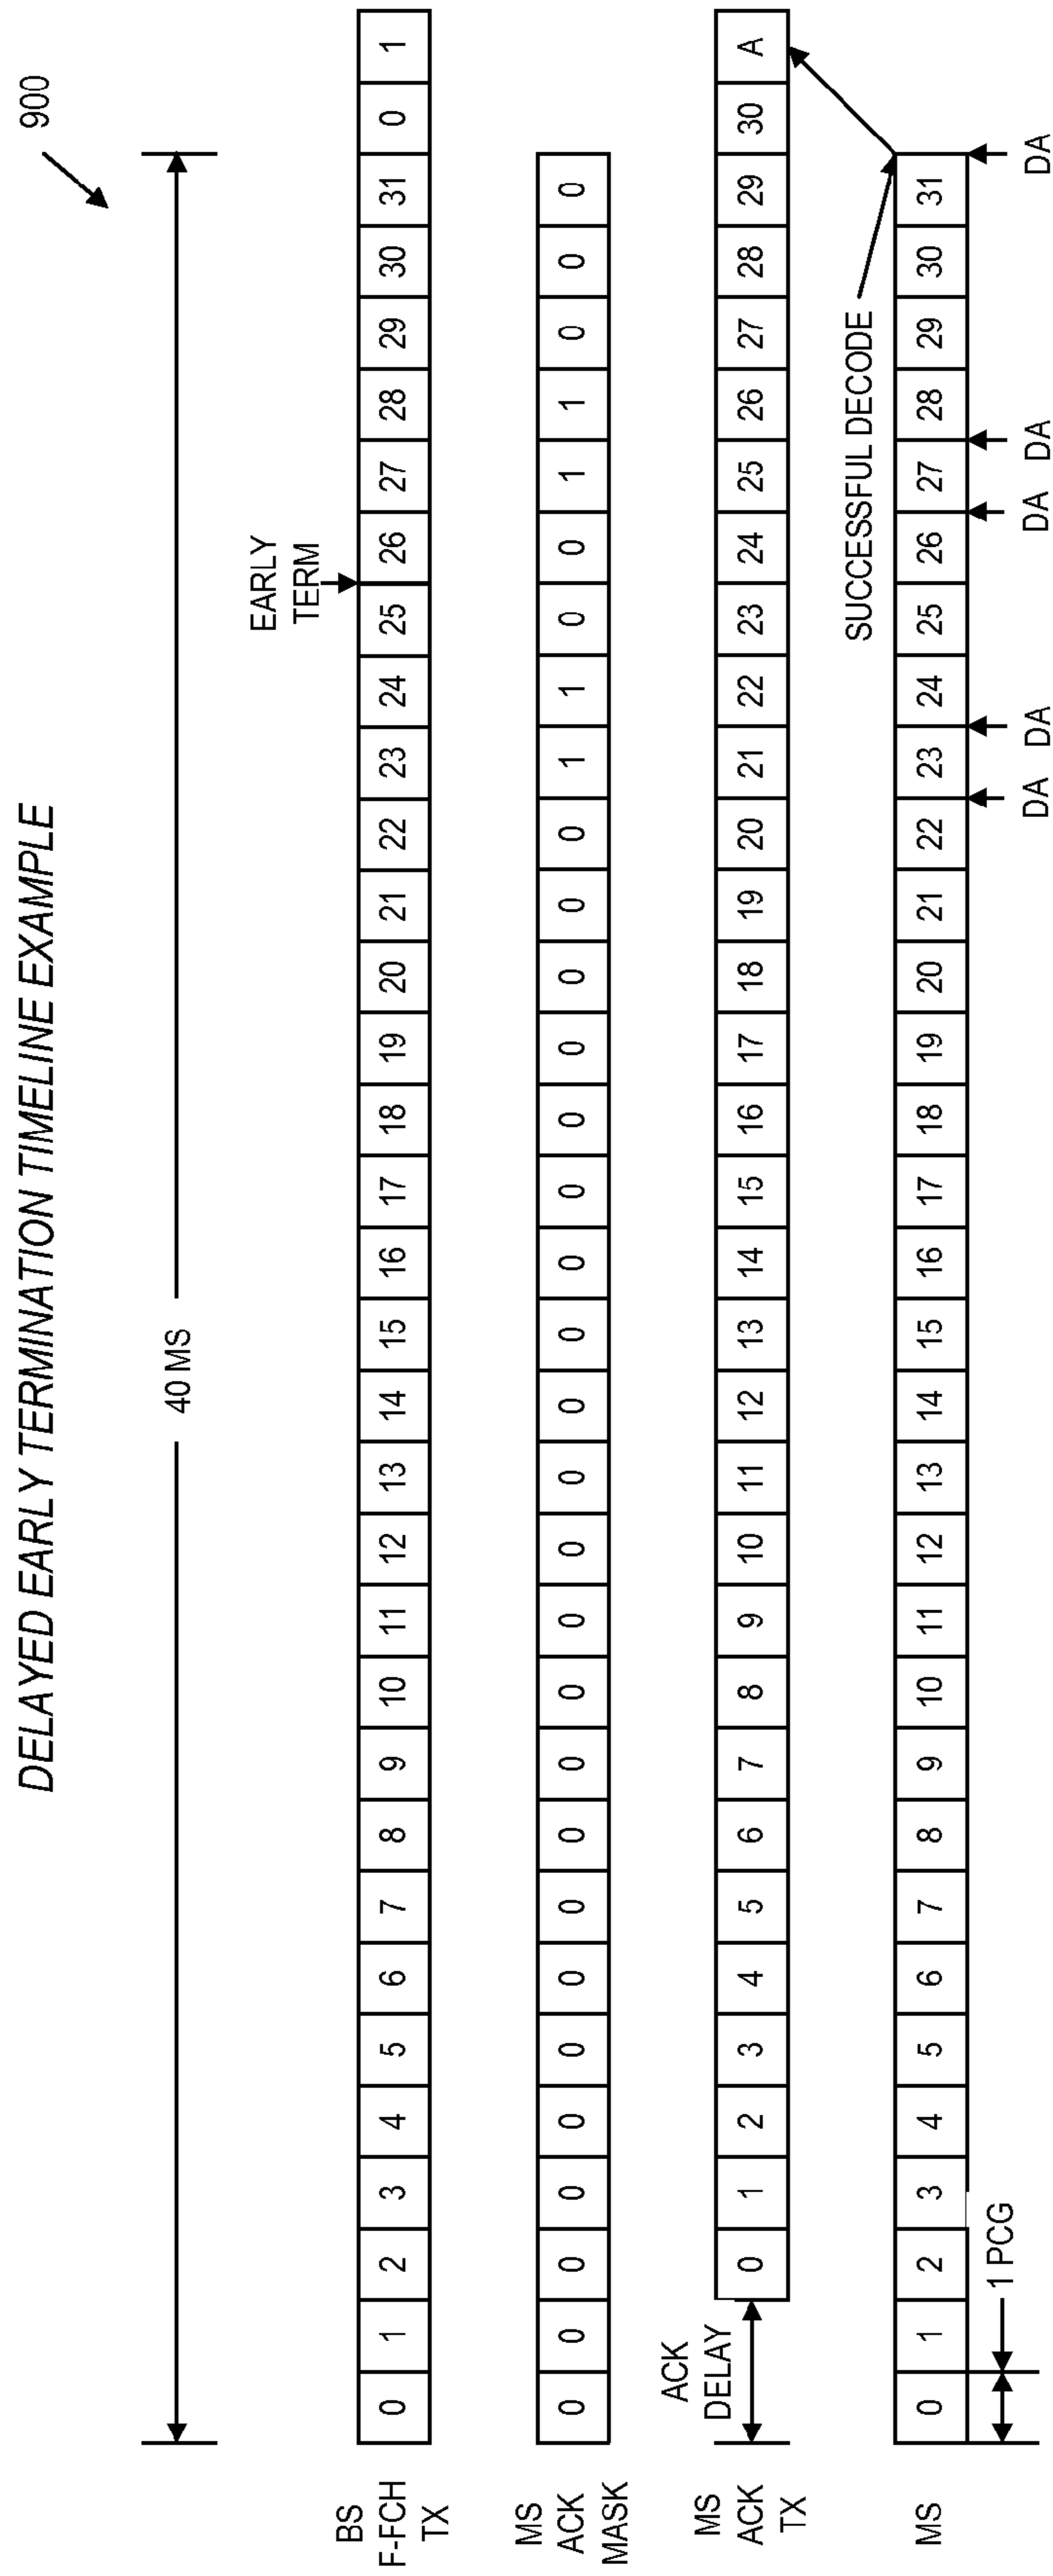 DELAYED EARLY TERMINATION TIMELINE EXAMPLE
900
40 MS
EARLY
TERM
BS
F-FCH
TX
0 1 2 3 4 5 6 7 8 9 10 11 12 13 14 15 16 17 18 19 20 21 22 23 24 25 26 27 28 29 30 31 0 1
MS
ACK
MASK
0 0 0 0 0 0 0 0 0 0 0 0 0 0 0 0 0 0 0 0 0 0 0 1 1 0 0 1 1 0 0 0
ACK
DELAY
MS
ACK
TX
0 1 2 3 4 5 6 7 8 9 10 11 12 13 14 15 16 17 18 19 20 21 22 23 24 25 26 27 28 29 30 A
SUCCESSFUL DECODE
MS
0 1 2 3 4 5 6 7 8 9 10 11 12 13 14 15 16 17 18 19 20 21 22 23 24 25 26 27 28 29 30 31
1 PCG
DA DA DA DA DA